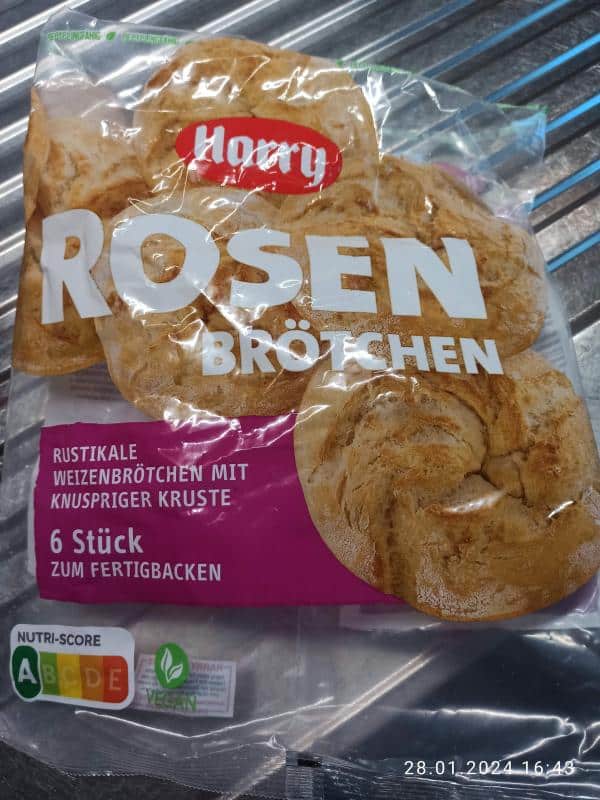 Harry
ROSEN
BRÖTCHEN
RUSTIKALE
WEIZENBRÖTCHEN MIT
KNUSPRIGER KRUSTE
6 Stück
ZUM FERTIGBACKEN
NUTRI-SCORE
A B C D E
VEGAN
28.01.2024 16:43